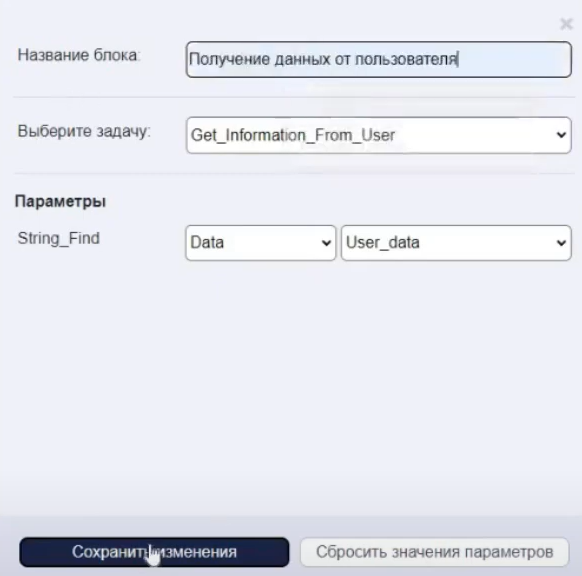 Название блока: Получение данных от пользователя
Выберите задачу: Get_Information_From_User
Параметры
String_Find Data User_data
Сохранить изменения Сбросить значения параметров